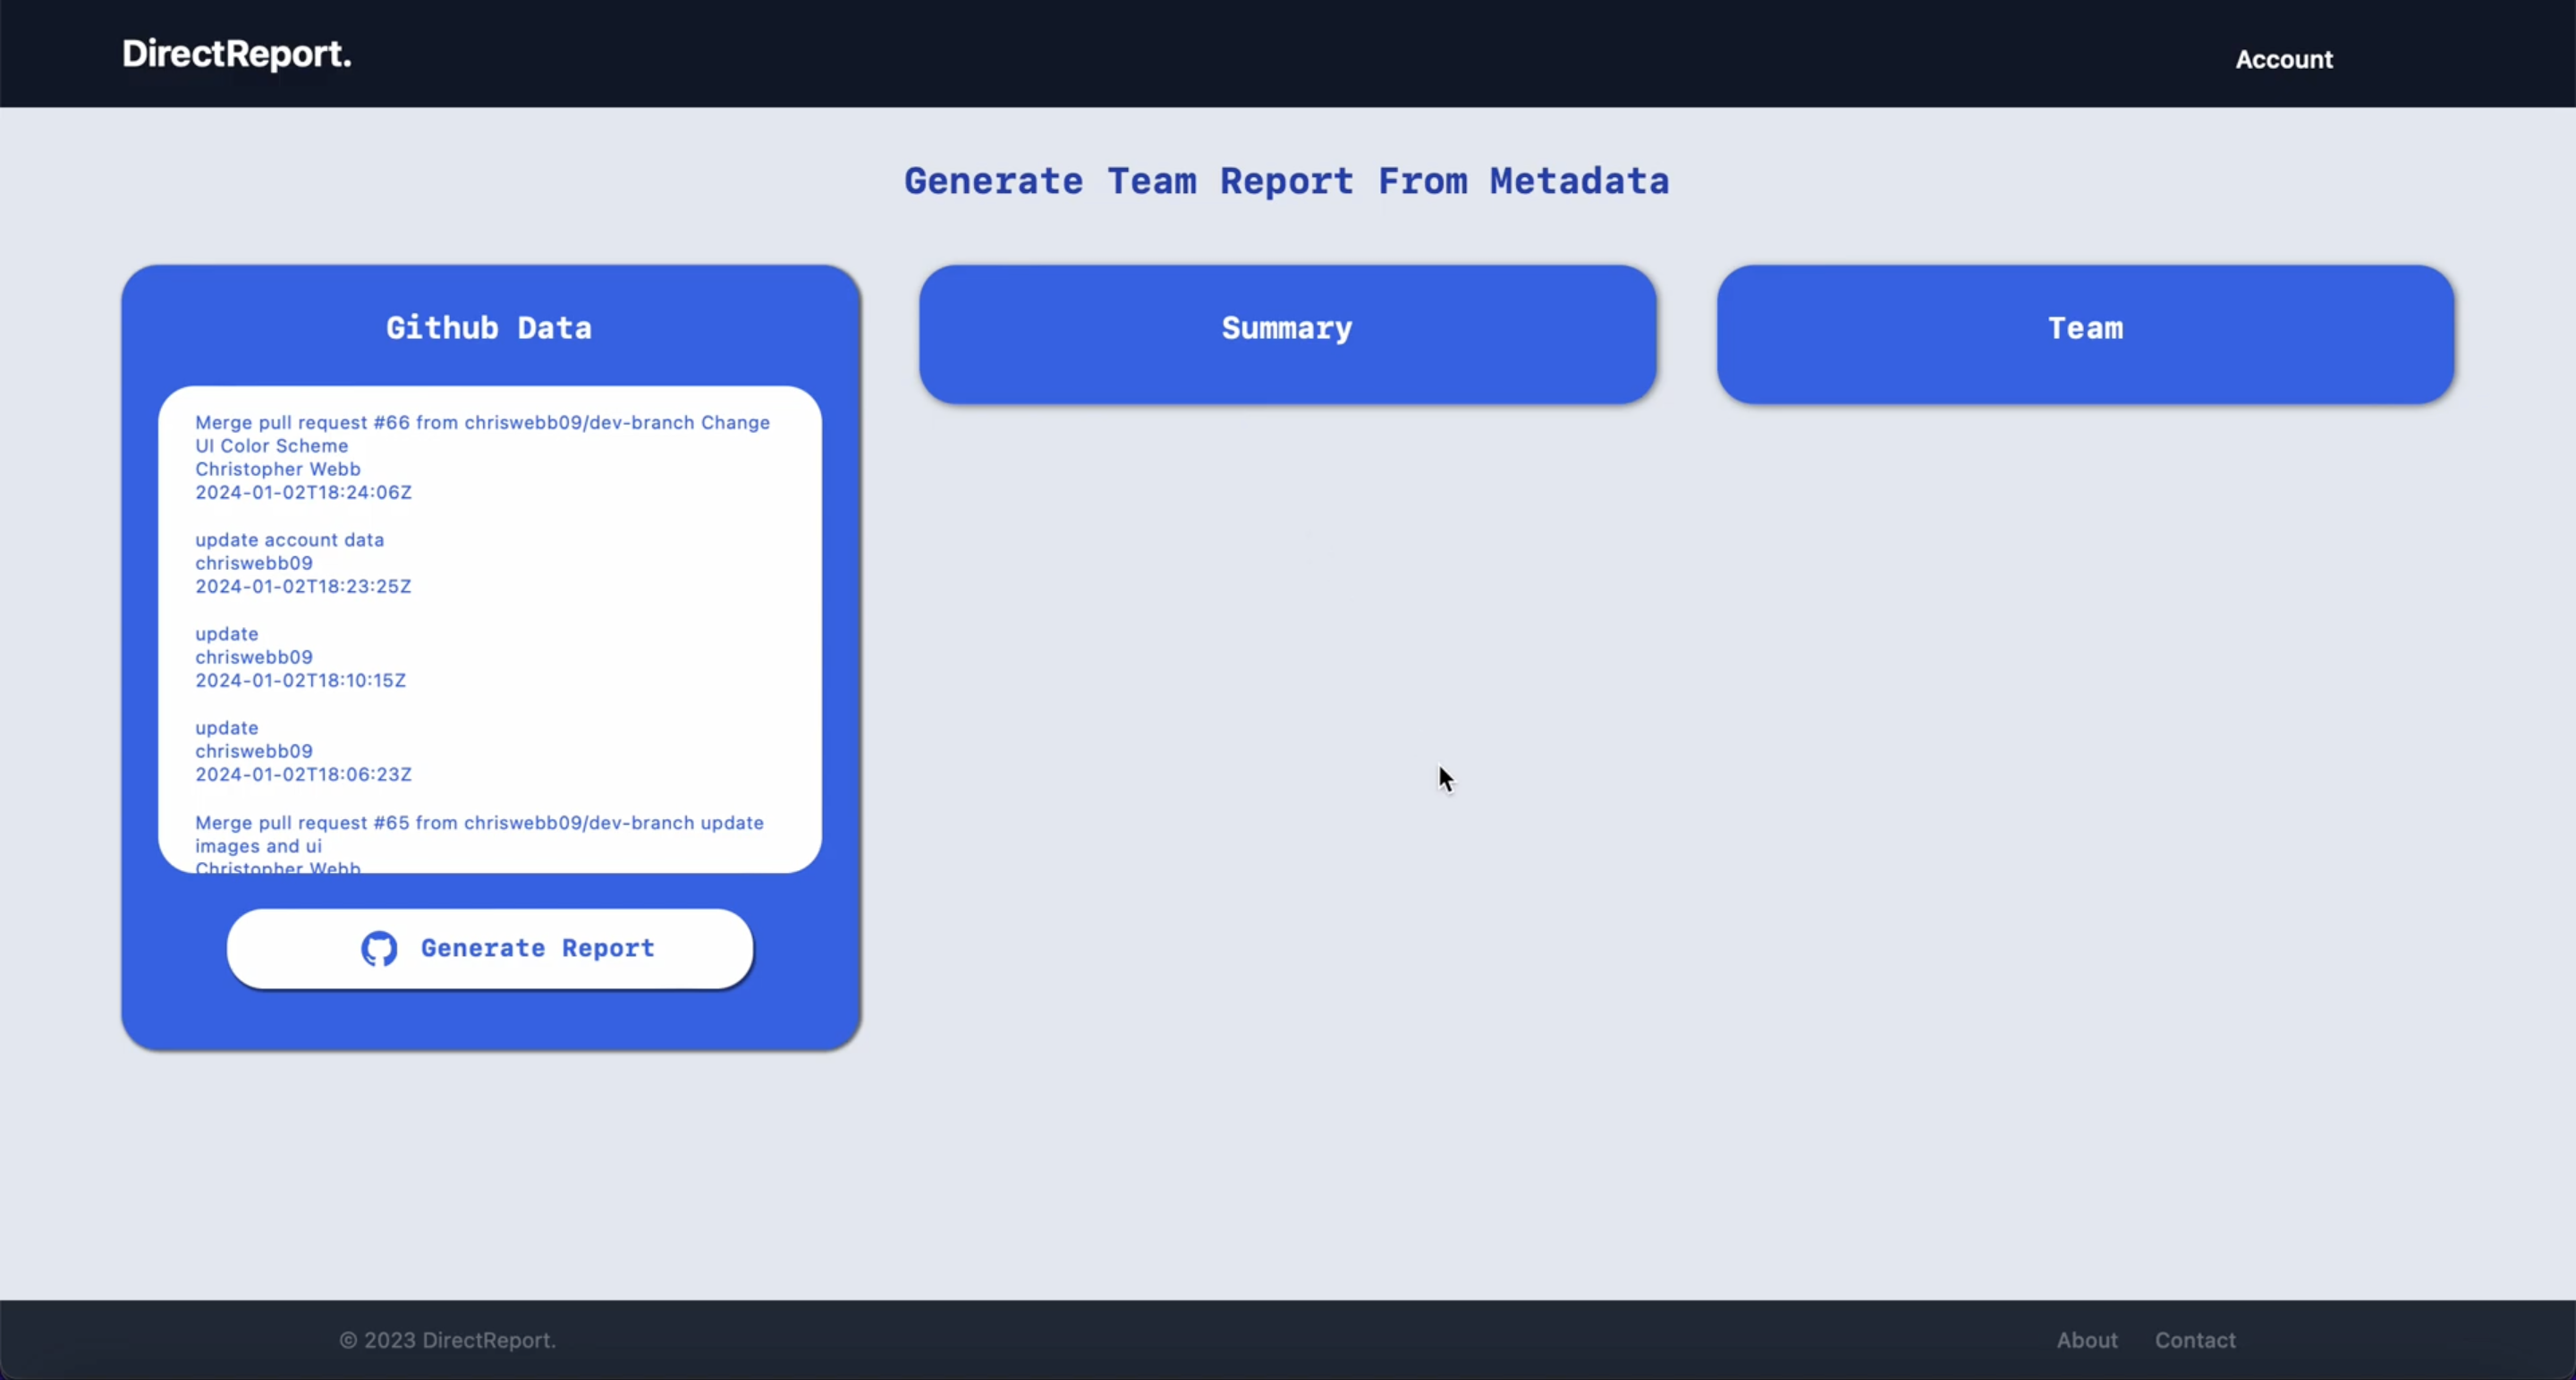 DirectReport.
Account
Generate Team Report From Metadata
Github Data
Merge pull request #66 from chriswebb09/dev-branch Change
UI Color Scheme
Christopher Webb
2024-01-02T18:24:06Z
update account data
chriswebb09
2024-01-02T18:23:25Z
update
chriswebb09
2024-01-02T18:10:15Z
update
chriswebb09
2024-01-02T18:06:23Z
Merge pull request #65 from chriswebb09/dev-branch update
images and ui
Christopher Webb
Generate Report
Summary
Team
© 2023 DirectReport.
About
Contact